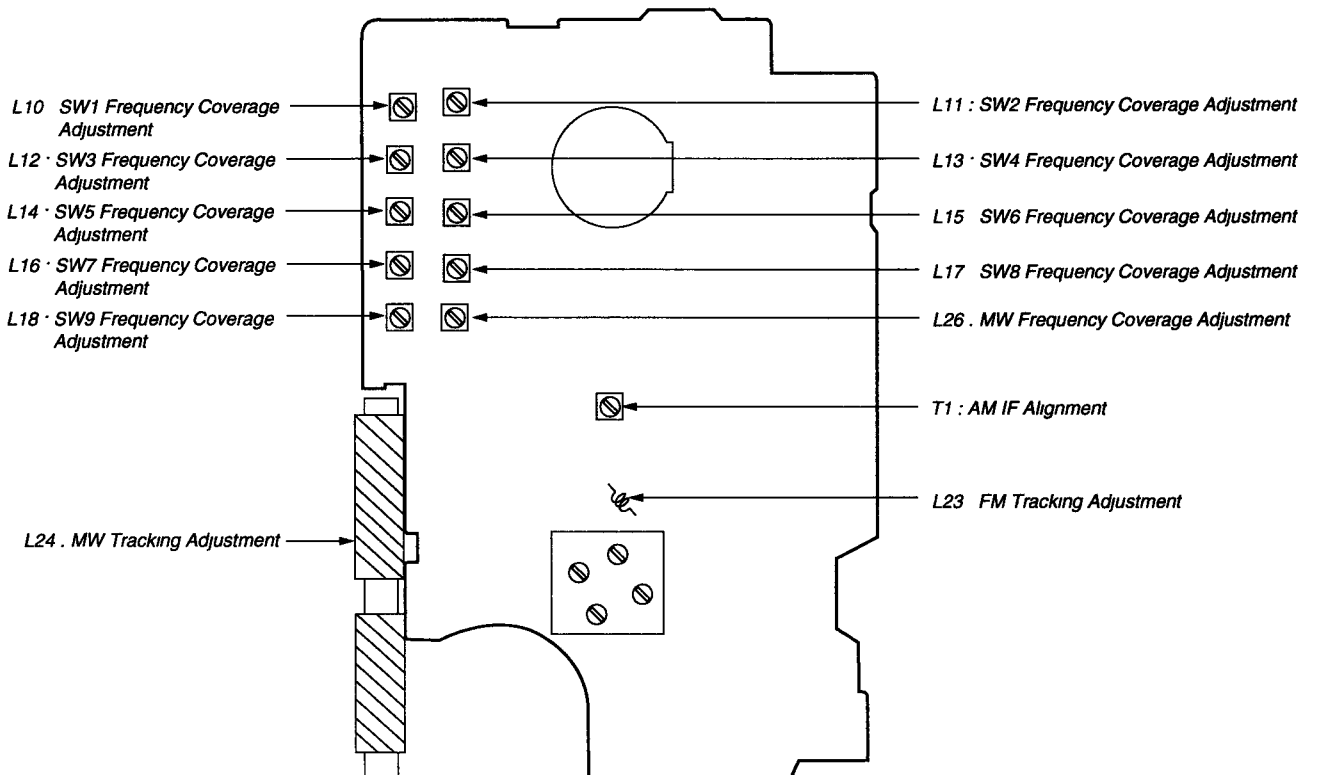 L10 SW1 Frequency Coverage
Adjustment
L12 · SW3 Frequency Coverage
Adjustment
L14 · SW5 Frequency Coverage
Adjustment
L16 · SW7 Frequency Coverage
Adjustment
L18 · SW9 Frequency Coverage
Adjustment
L24 . MW Tracking Adjustment
L11 : SW2 Frequency Coverage Adjustment
L13 · SW4 Frequency Coverage Adjustment
L15 SW6 Frequency Coverage Adjustment
L17 SW8 Frequency Coverage Adjustment
L26 . MW Frequency Coverage Adjustment
T1 : AM IF Alignment
L23 FM Tracking Adjustment